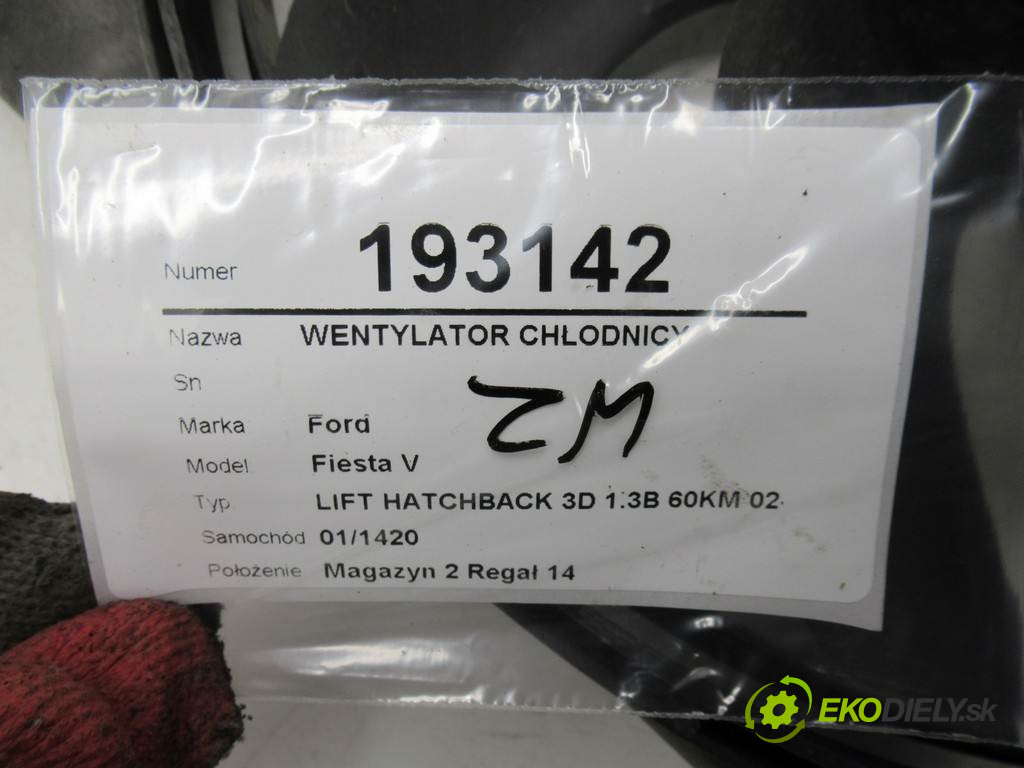 Numer 193142
Nazwa WENTYLATOR CHŁODNICY
Sn
ZM
Marka Ford
Model Fiesta V
Typ LIFT HATCHBACK 3D 1.3B 60KM 02-
Samochód 01/1420
Położenie Magazyn 2 Regał 14
EKODIELY.sk